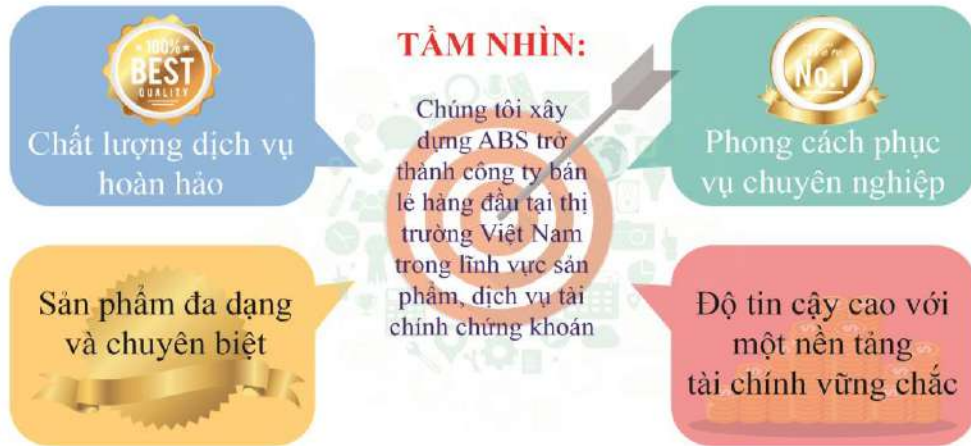 100%
BEST
QUALITY
Chất lượng dịch vụ
hoàn hảo
TẦM NHÌN:
Chúng tôi xây
dựng ABS trở
thành công ty bán
lẻ hàng đầu tại thị
trường Việt Nam
trong lĩnh vực sản
phẩm, dịch vụ tài
chính chứng khoán
No.1
Phong cách phục
vụ chuyên nghiệp
Sản phẩm đa dạng
và chuyên biệt
Độ tin cậy cao với
một nền tảng
tài chính vững chắc